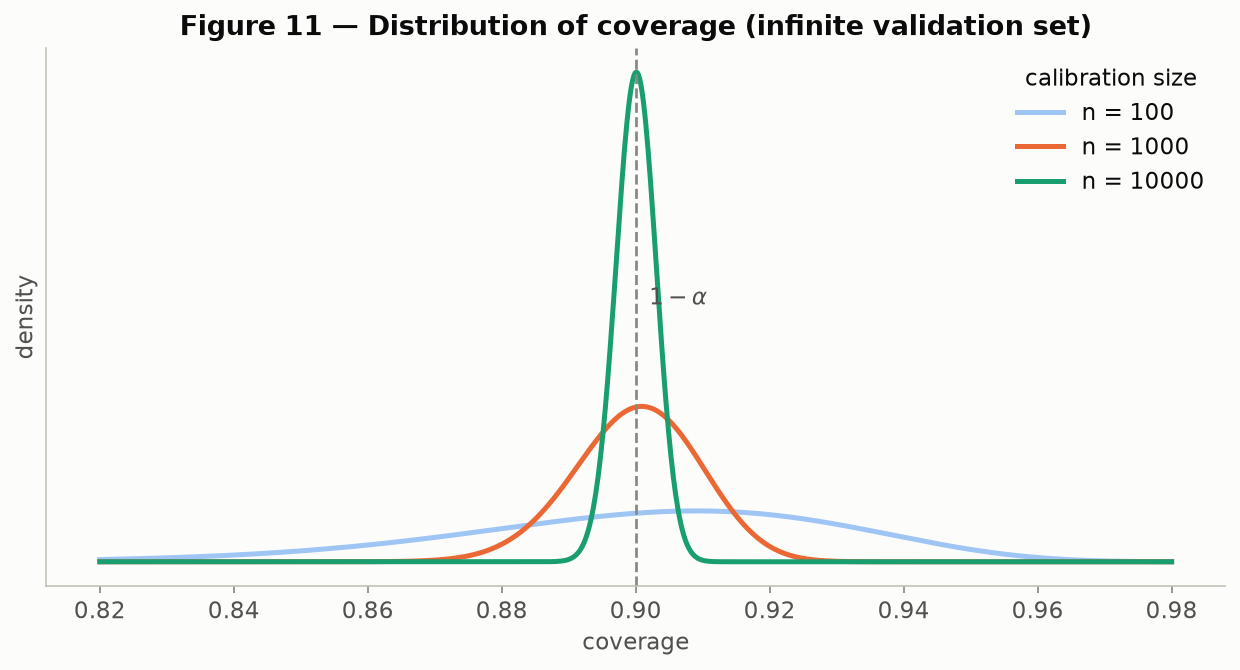 Figure 11 — Distribution of coverage (infinite validation set)
calibration size
n = 100
n = 1000
n = 10000
1 − α
density
0.82 0.84 0.86 0.88 0.90 0.92 0.94 0.96 0.98
coverage